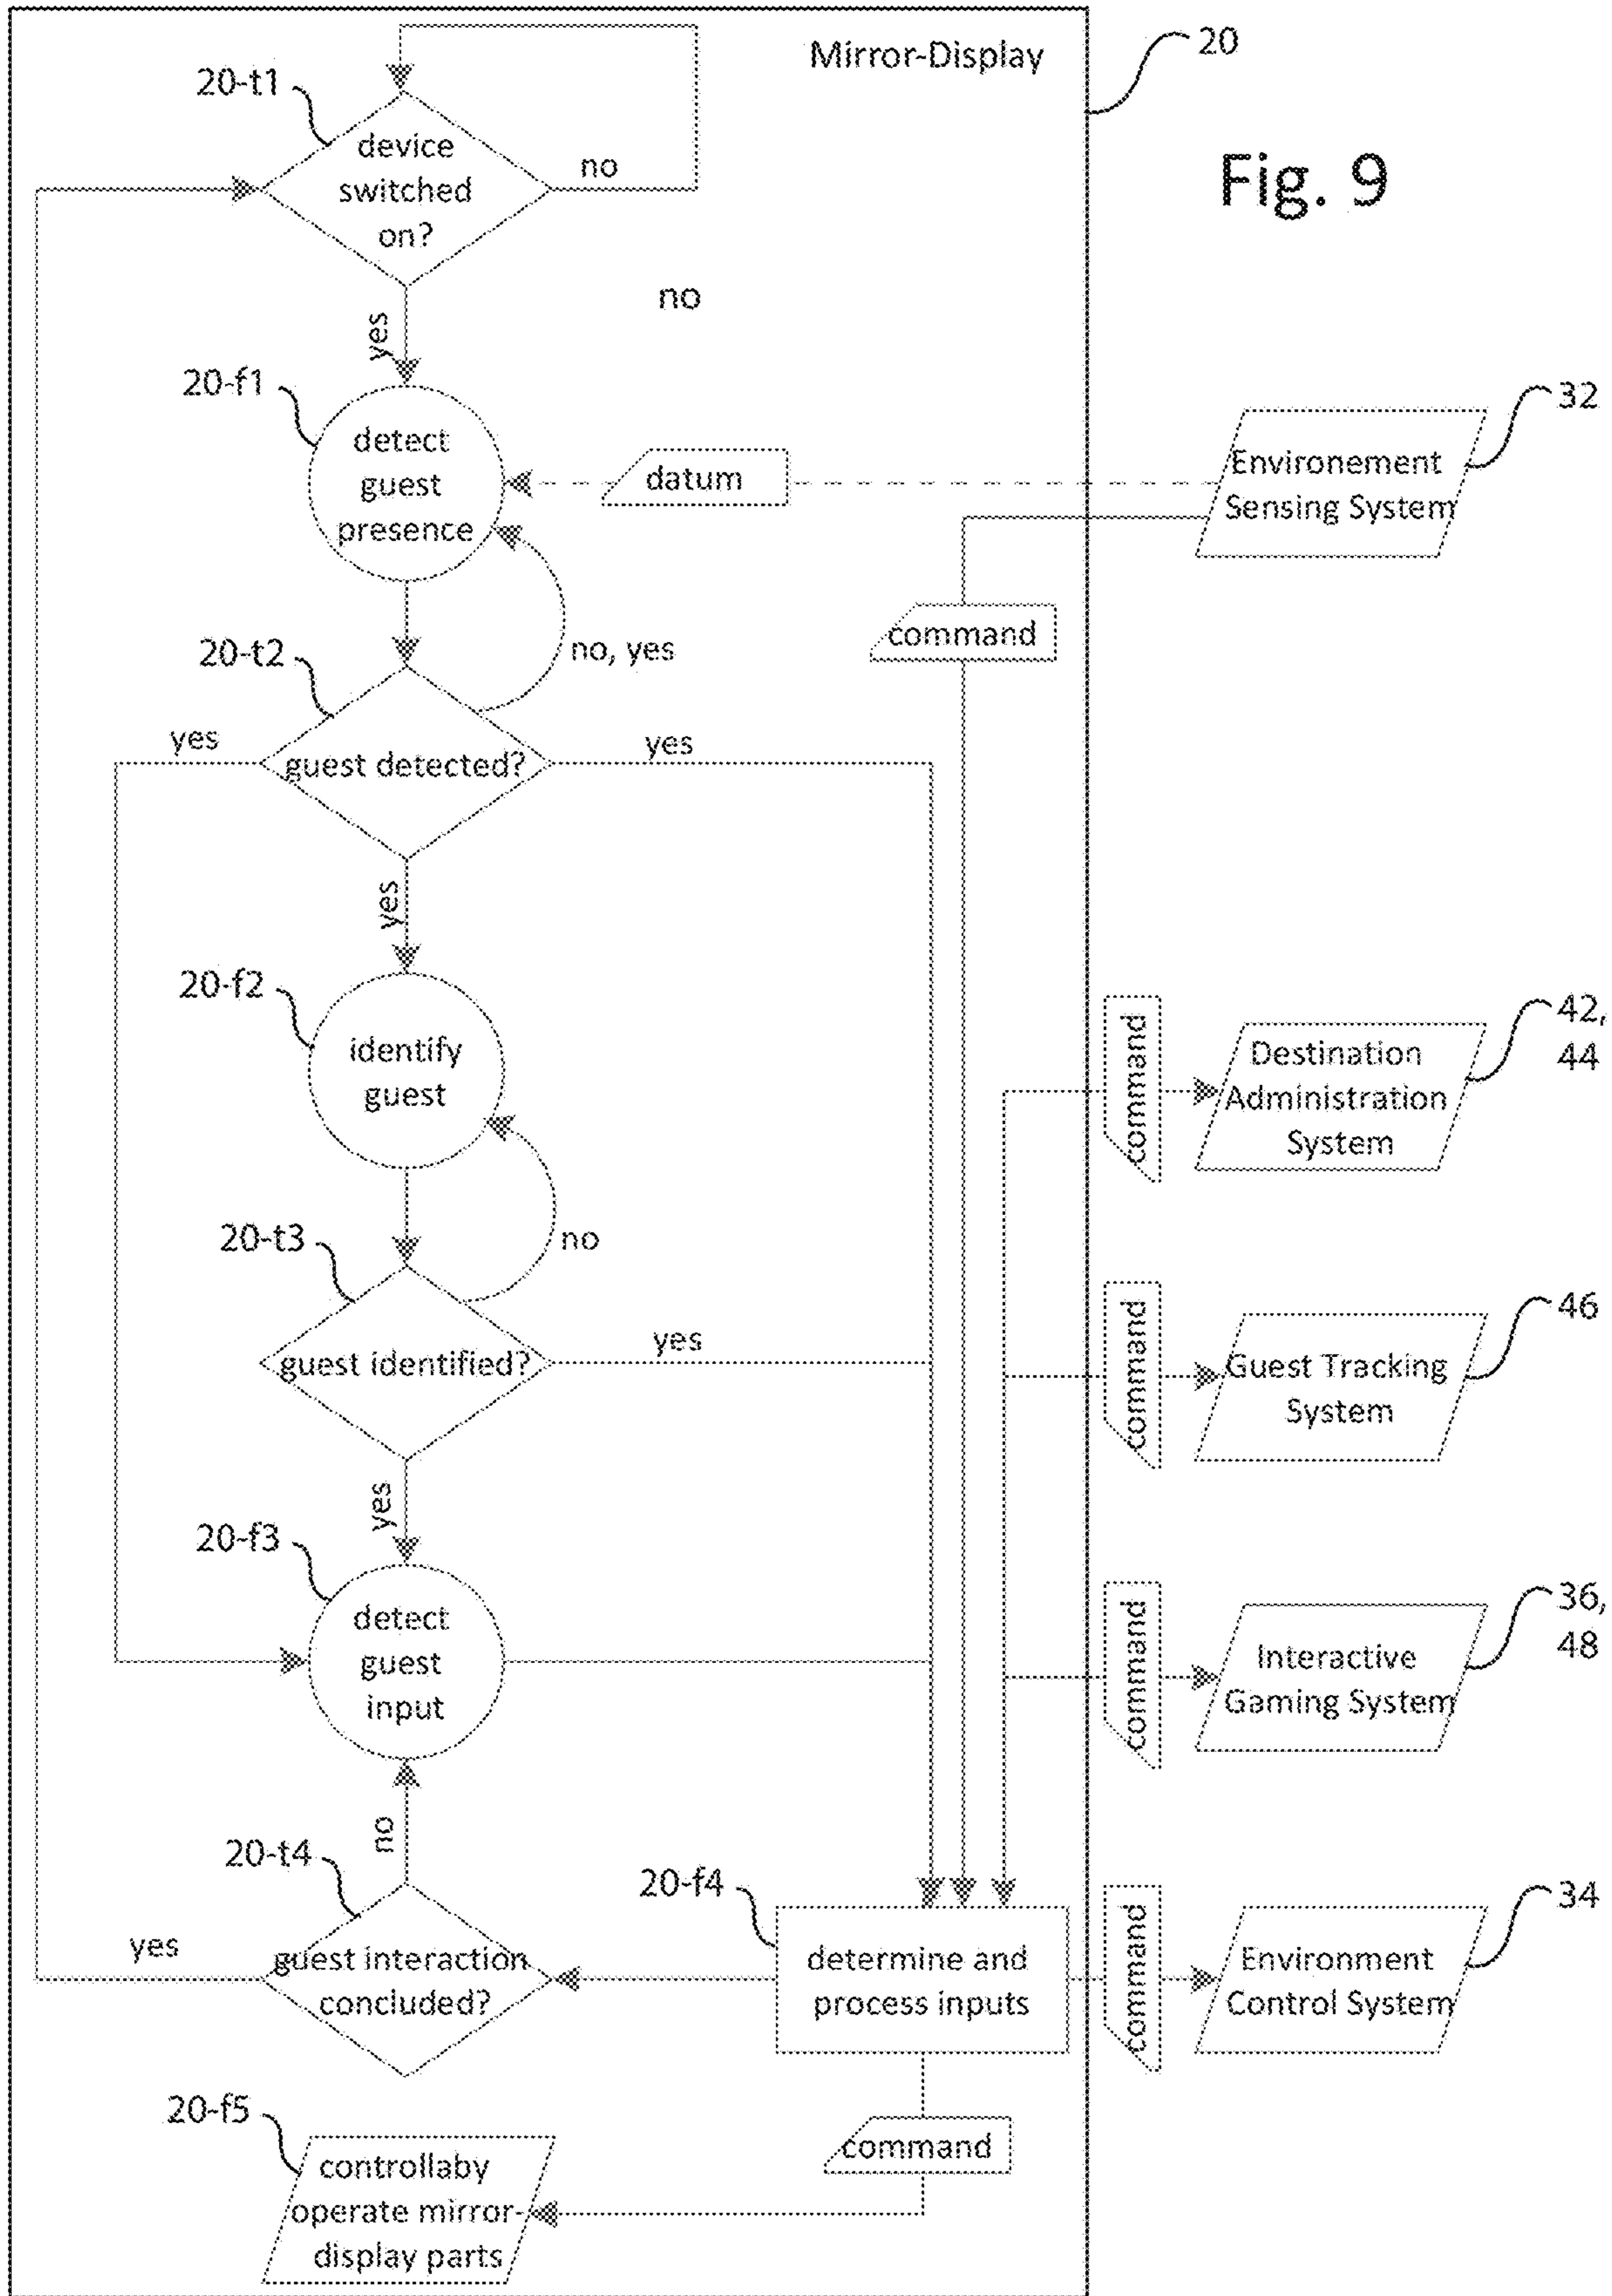 Mirror-Display
20
Fig. 9
20-t1
device
switched
on?
no
no
yes
20-f1
detect
guest
presence
datum
Environement
Sensing System
32
command
20-t2
no, yes
guest detected?
yes
yes
yes
20-f2
identify
guest
command
Destination
Administration
System
42,
44
20-t3
no
guest identified?
yes
yes
command
Guest Tracking
System
46
20-f3
detect
guest
input
command
Interactive
Gaming System
36,
48
no
20-t4
guest interaction
concluded?
yes
20-f4
determine and
process inputs
command
Environment
Control System
34
command
20-f5
controllaby
operate mirror-
display parts